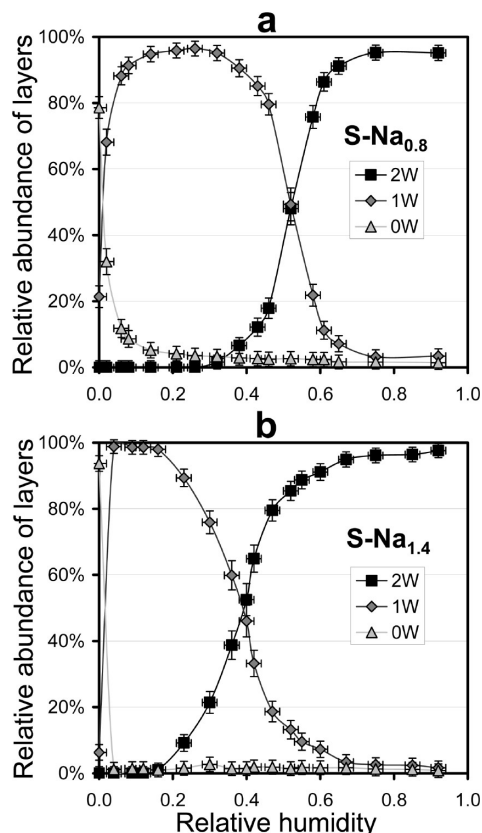 a
Relative abundance of layers
100%
80%
60%
40%
20%
0%
S-Na0.8
2W
1W
0W
0.0 0.2 0.4 0.6 0.8 1.0
b
Relative abundance of layers
100%
80%
60%
40%
20%
0%
S-Na1.4
2W
1W
0W
0.0 0.2 0.4 0.6 0.8 1.0
Relative humidity